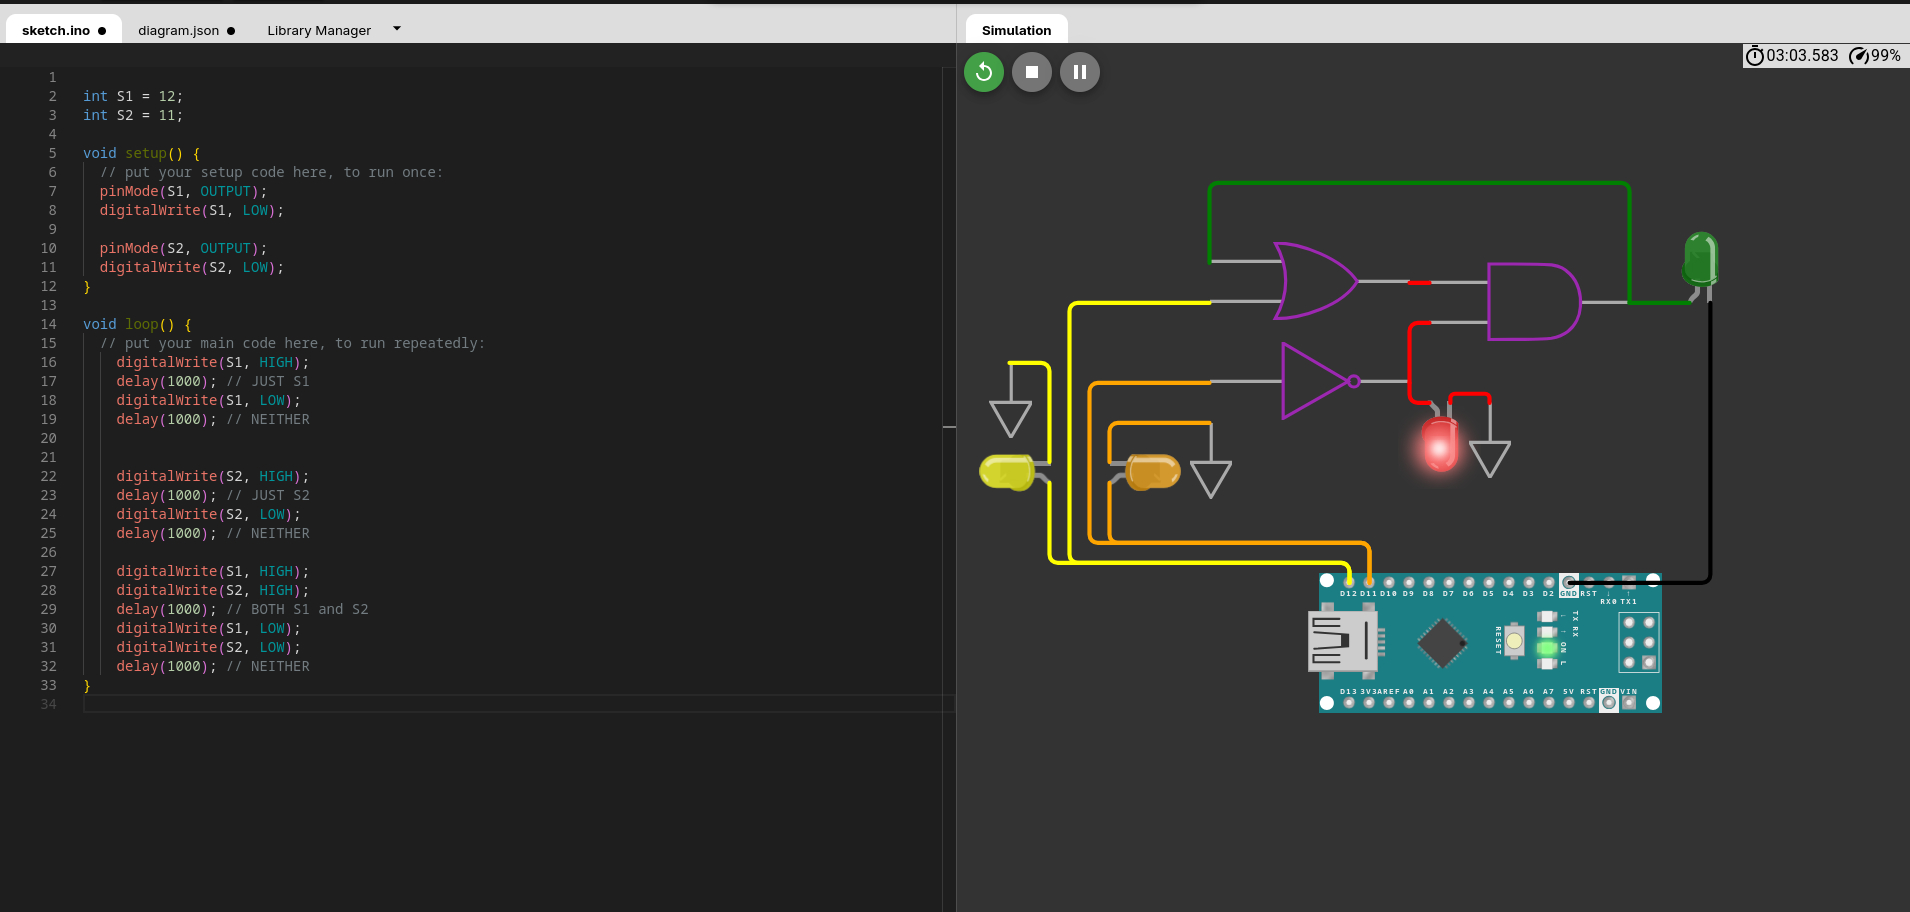 sketch.ino ● diagram.json ● Library Manager
Simulation
03:03.583 99%
1
2 int S1 = 12;
3 int S2 = 11;
4
5 void setup() {
6 // put your setup code here, to run once:
7 pinMode(S1, OUTPUT);
8 digitalWrite(S1, LOW);
9
10 pinMode(S2, OUTPUT);
11 digitalWrite(S2, LOW);
12 }
13
14 void loop() {
15 // put your main code here, to run repeatedly:
16 digitalWrite(S1, HIGH);
17 delay(1000); // JUST S1
18 digitalWrite(S1, LOW);
19 delay(1000); // NEITHER
20
21
22 digitalWrite(S2, HIGH);
23 delay(1000); // JUST S2
24 digitalWrite(S2, LOW);
25 delay(1000); // NEITHER
26
27 digitalWrite(S1, HIGH);
28 digitalWrite(S2, HIGH);
29 delay(1000); // BOTH S1 and S2
30 digitalWrite(S1, LOW);
31 digitalWrite(S2, LOW);
32 delay(1000); // NEITHER
33 }
34
D12 D11 D10 D9 D8 D7 D6 D5 D4 D3 D2 GND RST
RX0 TX1
RESET
TX RX
ON L
D13 3V3 AREF A0 A1 A2 A3 A4 A5 A6 A7 5V RST GND VIN